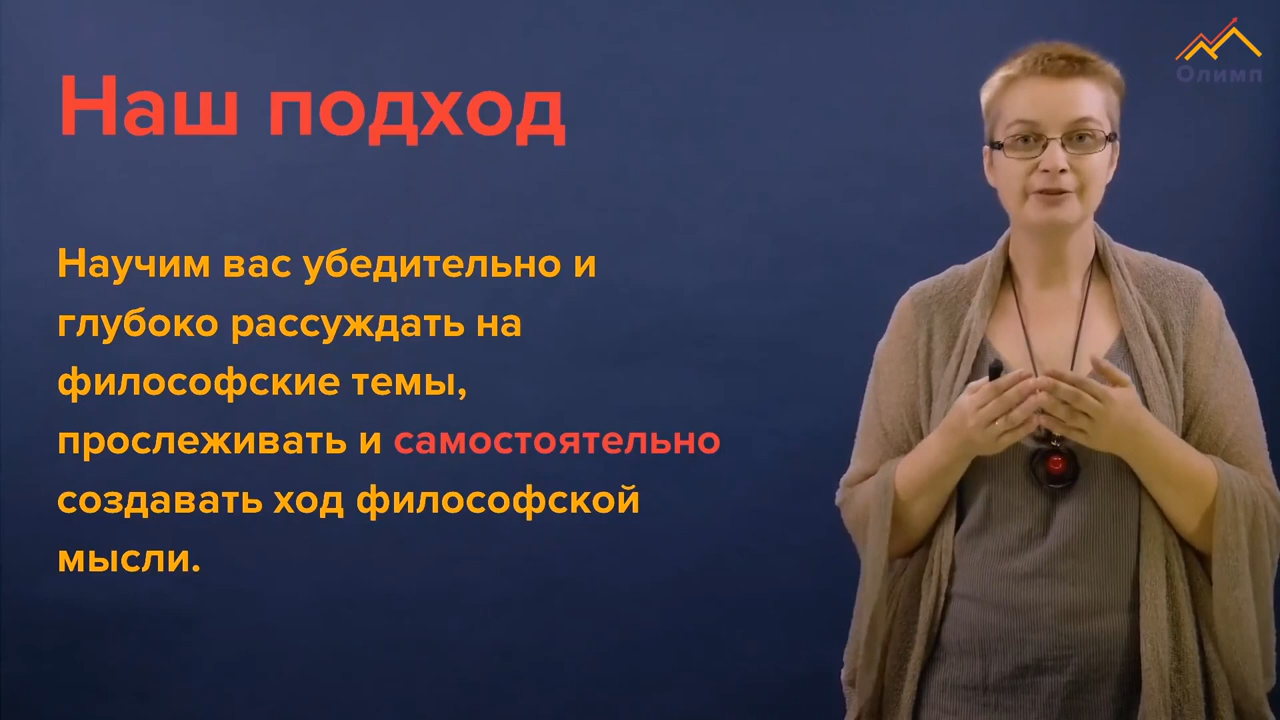 Наш подход
Научим вас убедительно и
глубоко рассуждать на
философские темы,
прослеживать и самостоятельно
создавать ход философской
мысли.
Олимп